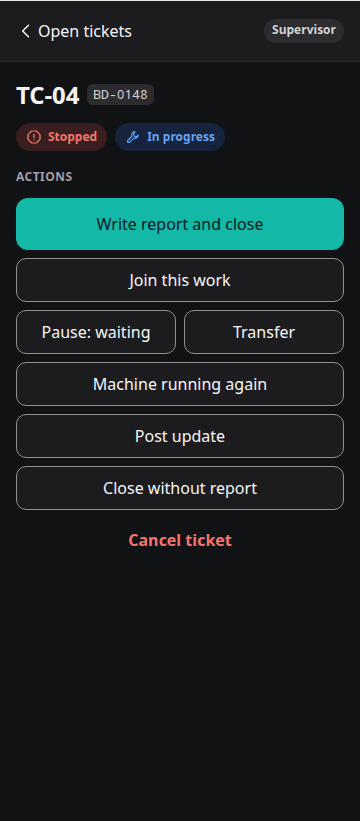 Open tickets
Supervisor
TC-04 BD-0148
Stopped In progress
ACTIONS
Write report and close
Join this work
Pause: waiting Transfer
Machine running again
Post update
Close without report
Cancel ticket